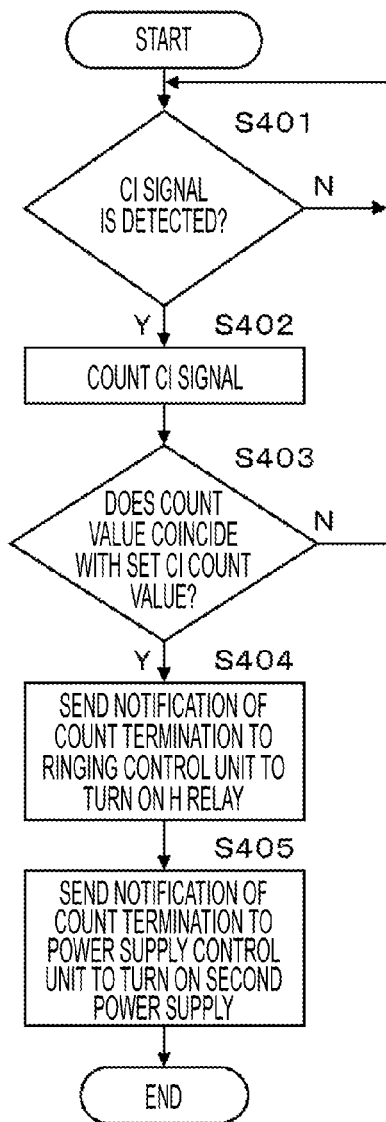 START
S401
CI SIGNAL
IS DETECTED?
N
Y
S402
COUNT CI SIGNAL
S403
DOES COUNT
VALUE COINCIDE
WITH SET CI COUNT
VALUE?
N
Y
S404
SEND NOTIFICATION OF
COUNT TERMINATION TO
RINGING CONTROL UNIT TO
TURN ON H RELAY
S405
SEND NOTIFICATION OF
COUNT TERMINATION TO
POWER SUPPLY CONTROL
UNIT TO TURN ON SECOND
POWER SUPPLY
END